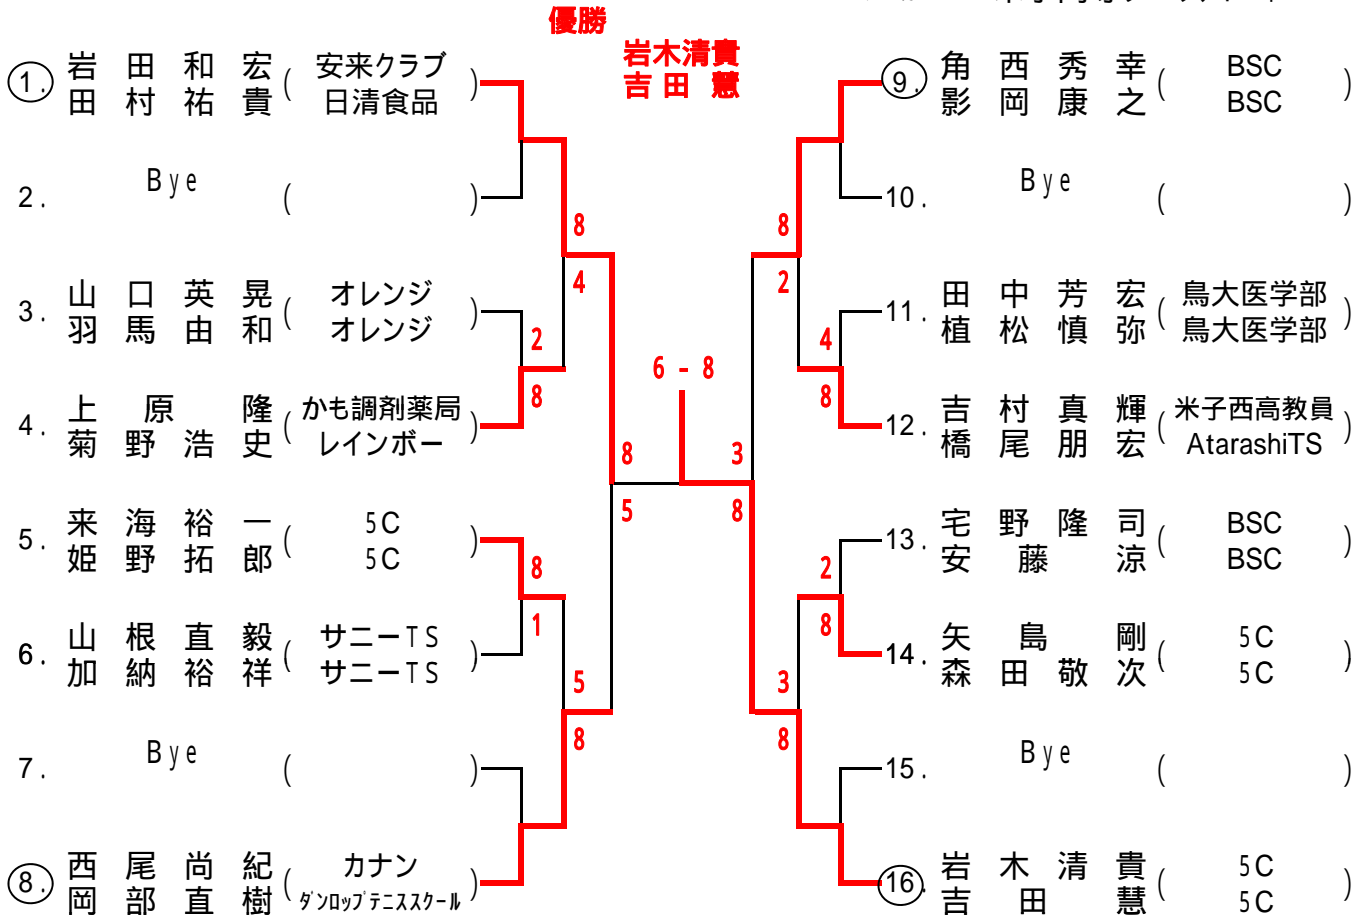 優勝
岩木清貴
吉田 慧
1. 岩田和宏 ( 安来クラブ )
田村祐貴 日清食品
2. Bye ( )
3. 山口英晃 ( オレンジ )
羽馬由和 オレンジ
4. 上原 隆 ( かも調剤薬局 )
菊野浩史 レインボー
5. 来海裕一 ( 5C )
姫野拓郎 5C
6. 山根直毅 ( サニーTS )
加納裕祥 サニーTS
7. Bye ( )
8. 西尾尚紀 ( カナン )
岡部直樹 ダンロップテニススクール
8
4
2
8
8
5
8
1
5
8
6 - 8
9. 角西秀幸 ( BSC )
影岡康之 BSC
10. Bye ( )
11. 田中芳宏 ( 鳥大医学部 )
植松慎弥 鳥大医学部
12. 吉村真輝 ( 米子西高教員 )
橋尾朋宏 AtarashiTS
13. 宅野隆司 ( BSC )
安藤 涼 BSC
14. 矢島 剛 ( 5C )
森田敬次 5C
15. Bye ( )
16. 岩木清貴 ( 5C )
吉田 慧 5C
8
2
4
8
3
8
2
8
3
8